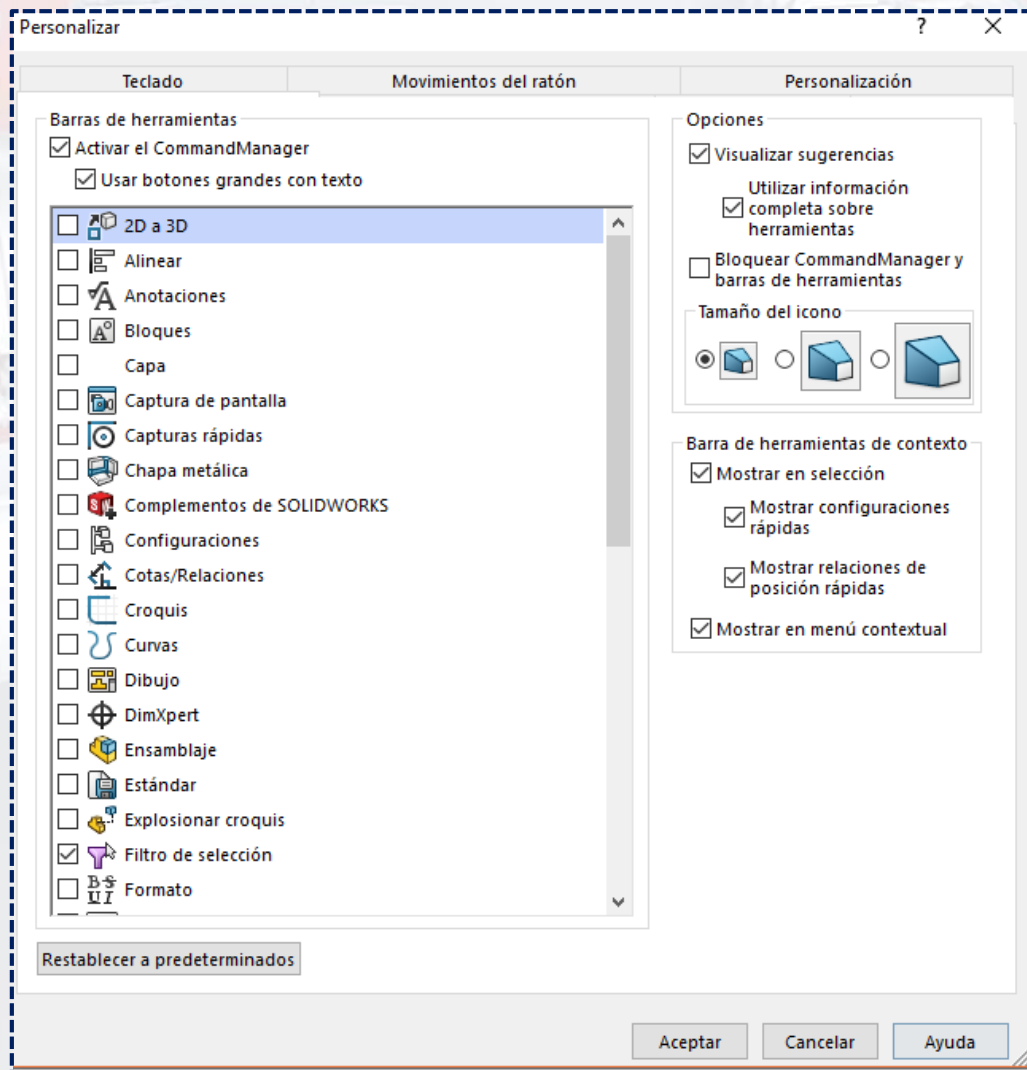 Personalizar ? X
Teclado Movimientos del ratón Personalización
Barras de herramientas
Activar el CommandManager
Usar botones grandes con texto
2D a 3D
Alinear
Anotaciones
Bloques
Capa
Captura de pantalla
Capturas rápidas
Chapa metálica
Complementos de SOLIDWORKS
Configuraciones
Cotas/Relaciones
Croquis
Curvas
Dibujo
DimXpert
Ensamblaje
Estándar
Explosionar croquis
Filtro de selección
Formato
Restablecer a predeterminados
Opciones
Visualizar sugerencias
Utilizar información
completa sobre
herramientas
Bloquear CommandManager y
barras de herramientas
Tamaño del icono
Barra de herramientas de contexto
Mostrar en selección
Mostrar configuraciones
rápidas
Mostrar relaciones de
posición rápidas
Mostrar en menú contextual
Aceptar Cancelar Ayuda